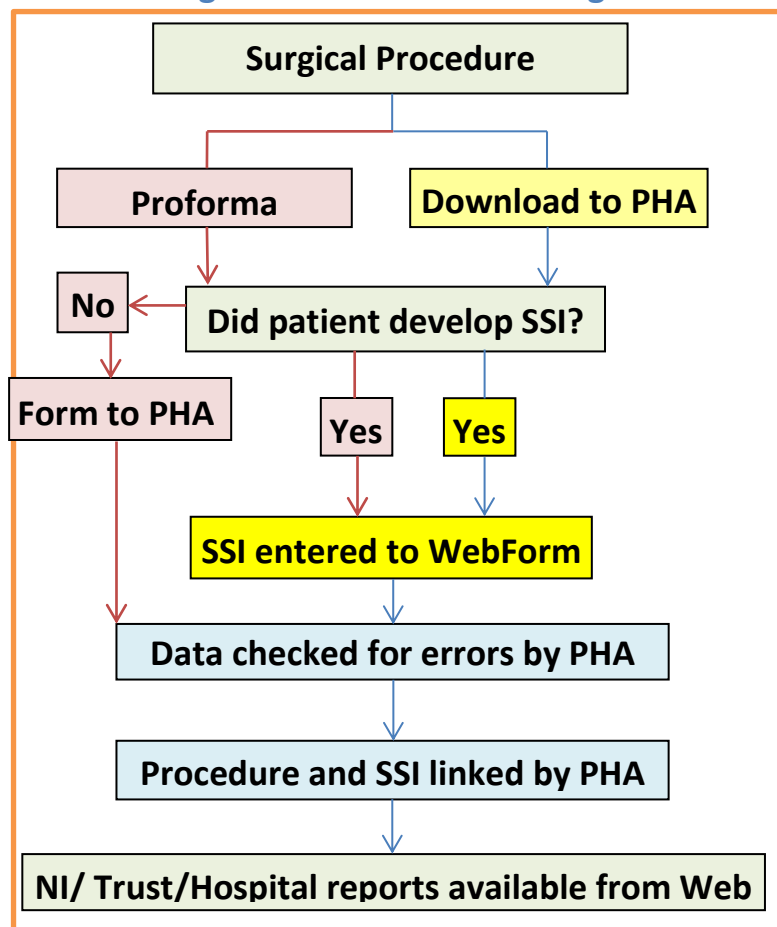 Surgical Procedure
Proforma
Download to PHA
No
Did patient develop SSI?
Form to PHA
Yes
Yes
SSI entered to WebForm
Data checked for errors by PHA
Procedure and SSI linked by PHA
NI/ Trust/Hospital reports available from Web